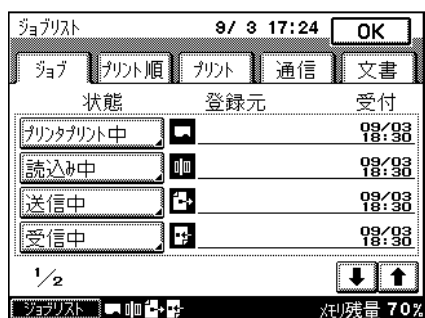 ジョブリスト 9/ 3 17:24 OK
ジョブ プリント順 プリント 通信 文書
状態 登録元 受付
プリンタプリント中 09/03 18:30
読込み中 09/03 18:30
送信中 09/03 18:30
受信中 09/03 18:30
1/2
ジョブリスト メモリ残量 70%